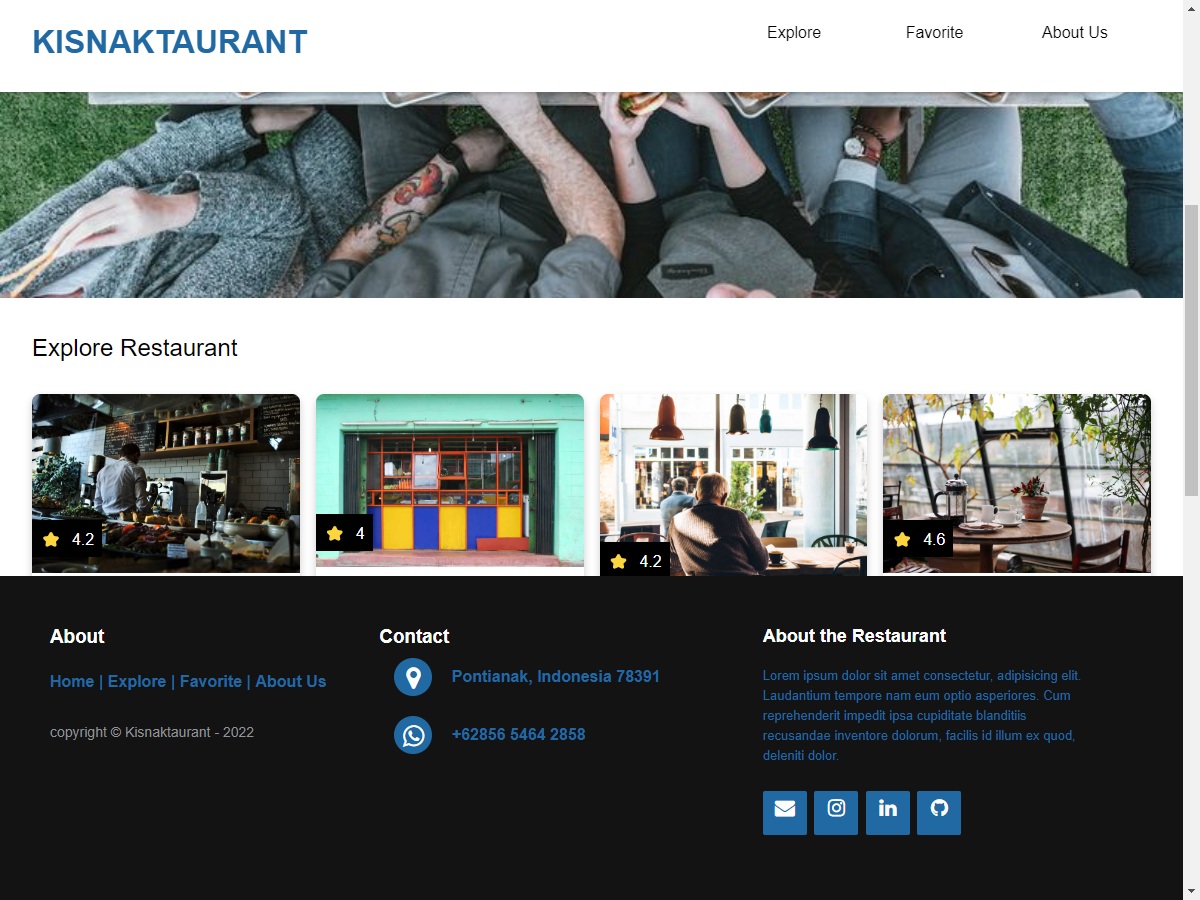 KISNAKTAURANT
Explore
Favorite
About Us
Explore Restaurant
4.2
4
4.2
4.6
About
Home | Explore | Favorite | About Us
copyright © Kisnaktaurant - 2022
Contact
Pontianak, Indonesia 78391
+62856 5464 2858
About the Restaurant
Lorem ipsum dolor sit amet consectetur, adipisicing elit.
Laudantium tempore nam eum optio asperiores. Cum
reprehenderit impedit ipsa cupiditate blanditiis
recusandae inventore dolorum, facilis id illum ex quod,
deleniti dolor.